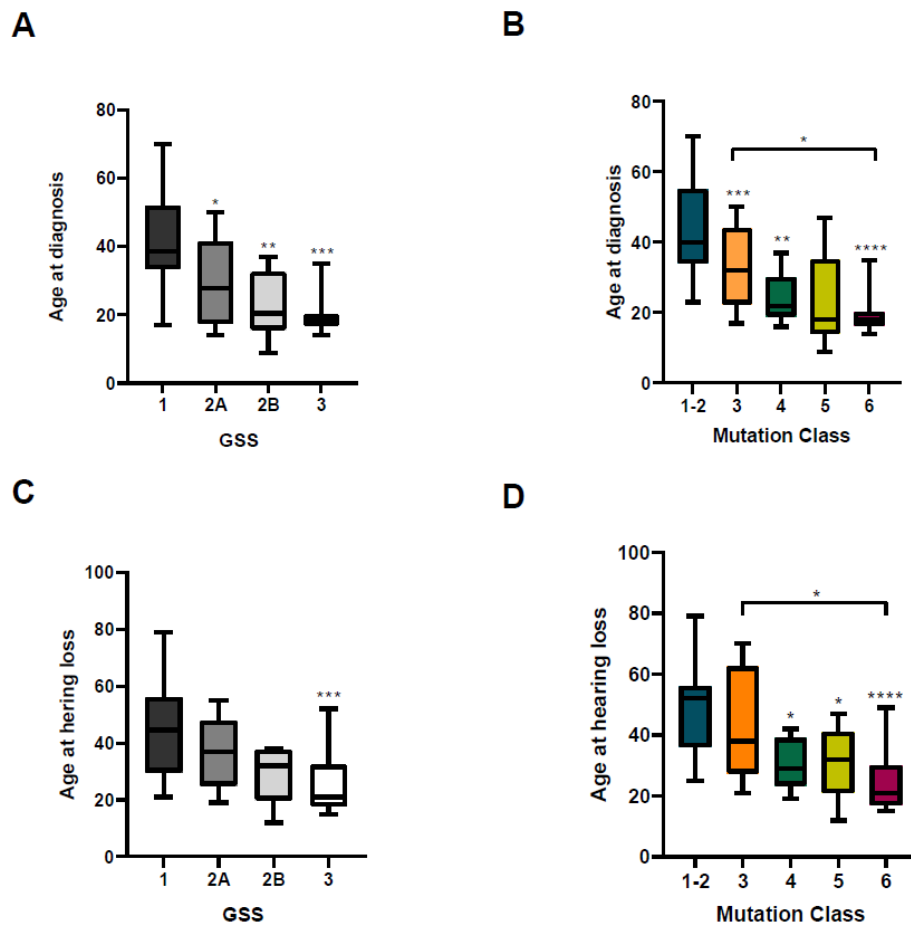 A
80
60
40
20
0
Age at diagnosis
*
**
***
1 2A 2B 3
GSS
B
80
60
40
20
0
Age at diagnosis
*
***
**
****
1-2 3 4 5 6
Mutation Class
C
100
80
60
40
20
0
Age at hering loss
***
1 2A 2B 3
GSS
D
100
80
60
40
20
0
Age at hearing loss
*
*
*
****
1-2 3 4 5 6
Mutation Class